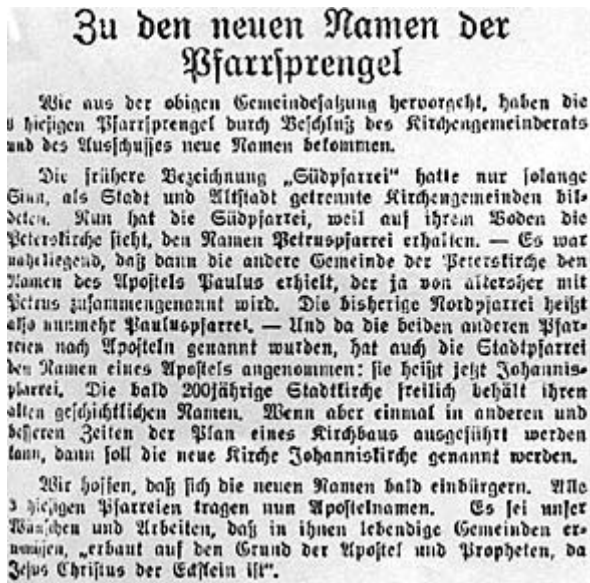 Zu den neuen Namen der
Pfarrsprengel
Wie aus der obigen Gemeindesatzung hervorgeht, haben die
3 hiesigen Pfarrsprengel durch Beschluß des Kirchengemeinderats
und des Ausschusses neue Namen bekommen.
Die frühere Bezeichnung „Südpfarrei“ hatte nur solange
Sinn, als Stadt und Altstadt getrennte Kirchengemeinden bil-
deten. Nun hat die Südpfarrei, weil auf ihrem Boden die
Peterskirche steht, den Namen Petruspfarrei erhalten. — Es war
naheliegend, daß dann die andere Gemeinde der Peterskirche den
Namen des Apostels Paulus erhielt, der ja von altersher mit
Petrus zusammengenannt wird. Die bisherige Nordpfarrei heißt
also nunmehr Pauluspfarrei. — Und da die beiden anderen Pfar-
reien nach Aposteln genannt wurden, hat auch die Stadtpfarrei
den Namen eines Apostels angenommen: sie heißt jetzt Johannis-
pfarrei. Die bald 200jährige Stadtkirche freilich behält ihren
alten geschichtlichen Namen. Wenn aber einmal in anderen und
besseren Zeiten der Plan eines Kirchbaus ausgeführt werden
kann, dann soll die neue Kirche Johanniskirche genannt werden.
Wir hoffen, daß sich die neuen Namen bald einbürgern. Alle
3 hiesigen Pfarreien tragen nun Apostelnamen. Es sei unser
Wünschen und Arbeiten, daß in ihnen lebendige Gemeinden er-
wachsen, „erbaut auf den Grund der Apostel und Propheten, da
Jesus Christus der Eckstein ist“.